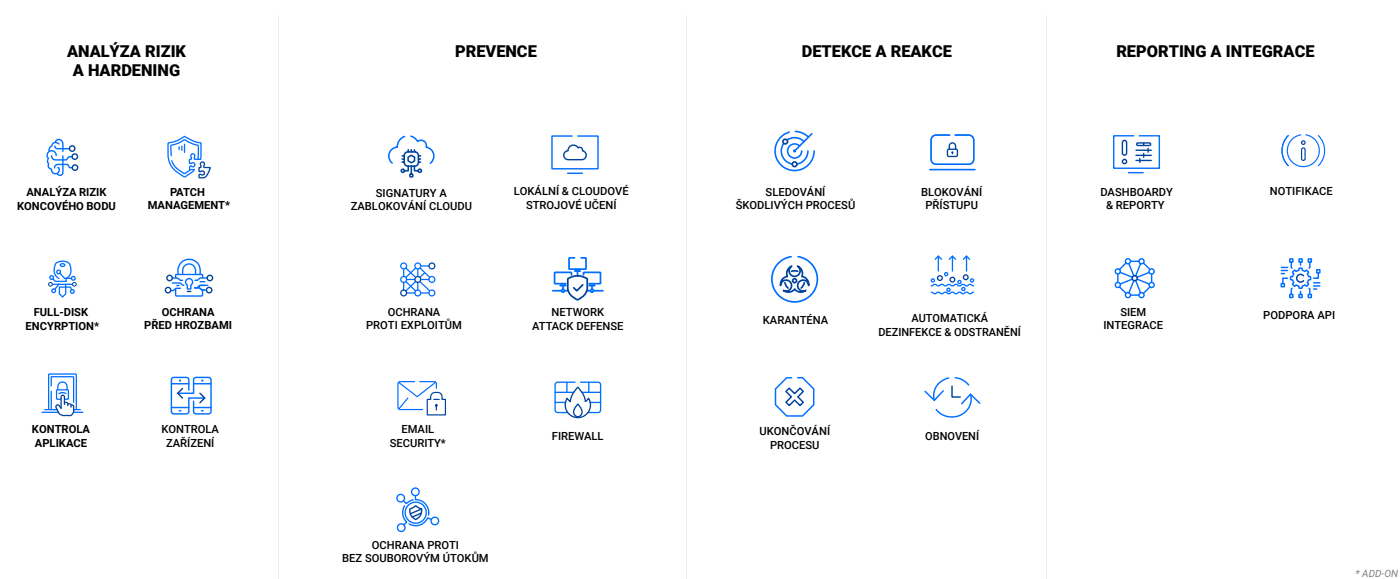 ANALÝZA RIZIK
A HARDENING
ANALÝZA RIZIK
KONCOVÉHO BODU
PATCH
MANAGEMENT*
FULL-DISK
ENCYRPTION*
OCHRANA
PŘED HROZBAMI
KONTROLA
APLIKACE
KONTROLA
ZAŘÍZENÍ
PREVENCE
SIGNATURY A
ZABLOKOVÁNÍ CLOUDU
LOKÁLNÍ & CLOUDOVÉ
STROJOVÉ UČENÍ
OCHRANA
PROTI EXPLOITŮM
NETWORK
ATTACK DEFENSE
EMAIL
SECURITY*
FIREWALL
OCHRANA PROTI
BEZ SOUBOROVÝM ÚTOKŮM
DETEKCE A REAKCE
SLEDOVÁNÍ
ŠKODLIVÝCH PROCESŮ
BLOKOVÁNÍ
PŘÍSTUPU
KARANTÉNA
AUTOMATICKÁ
DEZINFEKCE & ODSTRANĚNÍ
UKONČOVÁNÍ
PROCESU
OBNOVENÍ
REPORTING A INTEGRACE
DASHBOARDY
& REPORTY
NOTIFIKACE
SIEM
INTEGRACE
PODPORA API
* ADD-ON